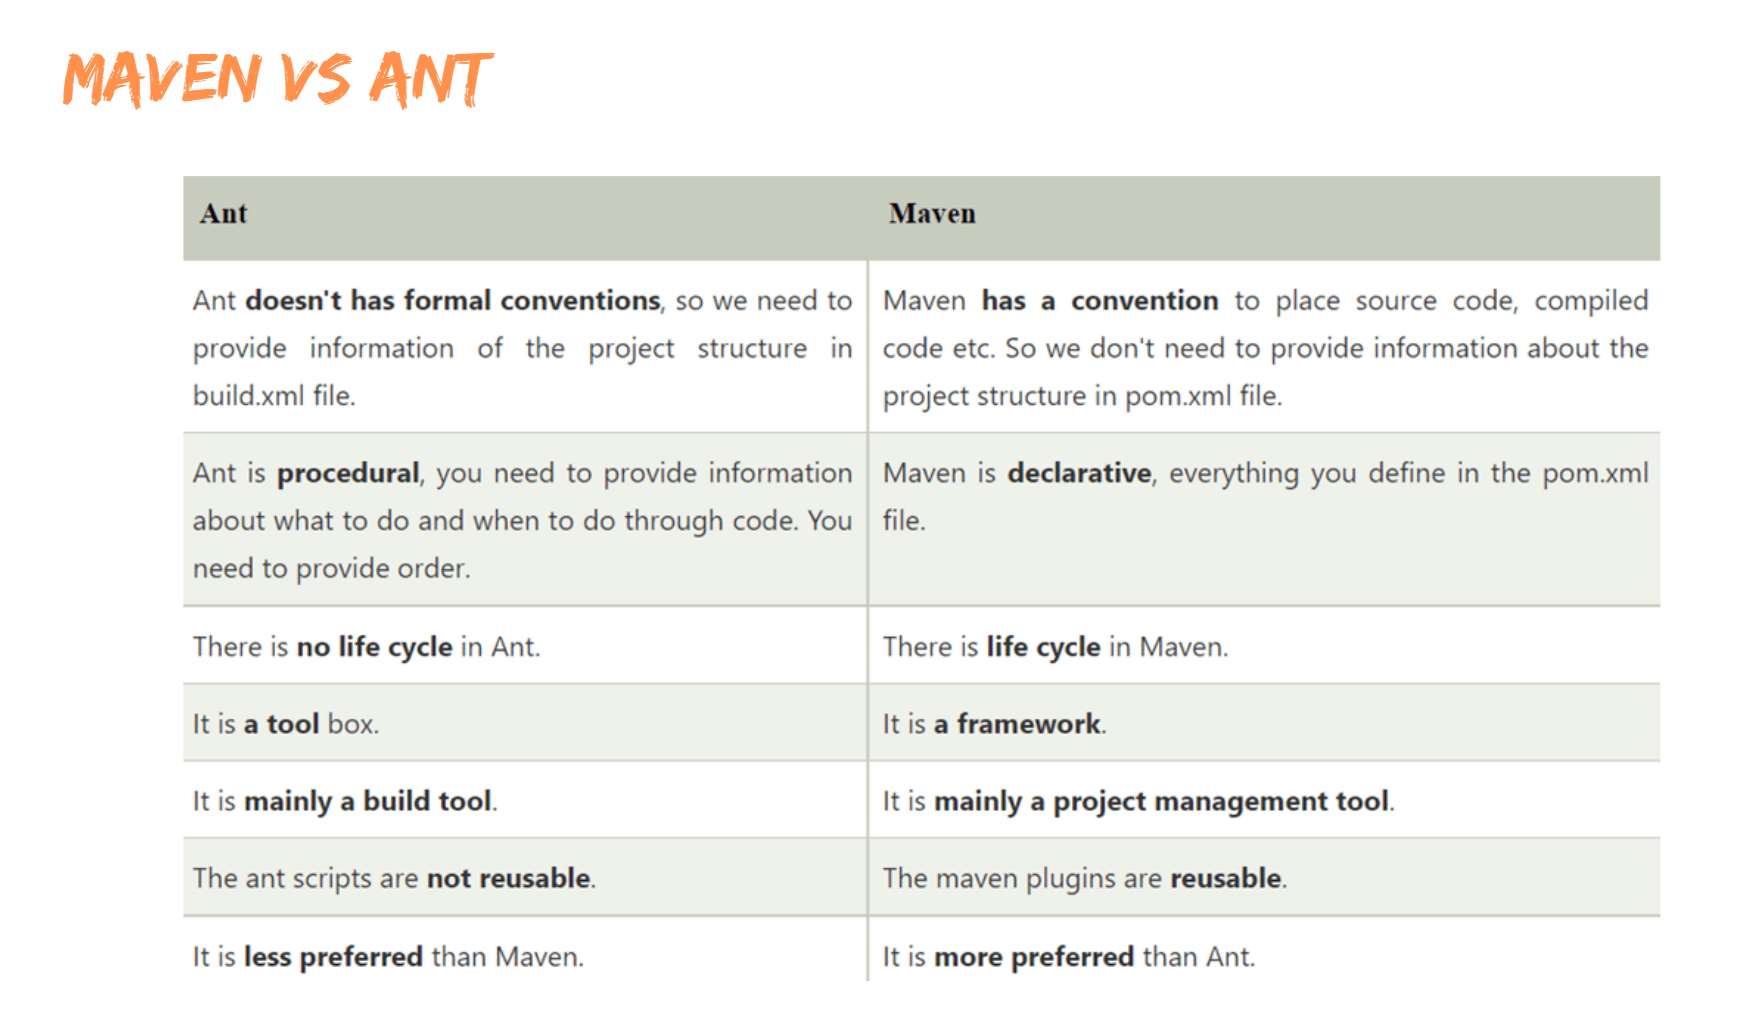 MAVEN VS ANT
Ant
Maven
Ant doesn't has formal conventions, so we need to
provide information of the project structure in
build.xml file.
Maven has a convention to place source code, compiled
code etc. So we don't need to provide information about the
project structure in pom.xml file.
Ant is procedural, you need to provide information
about what to do and when to do through code. You
need to provide order.
Maven is declarative, everything you define in the pom.xml
file.
There is no life cycle in Ant.
There is life cycle in Maven.
It is a tool box.
It is a framework.
It is mainly a build tool.
It is mainly a project management tool.
The ant scripts are not reusable.
The maven plugins are reusable.
It is less preferred than Maven.
It is more preferred than Ant.